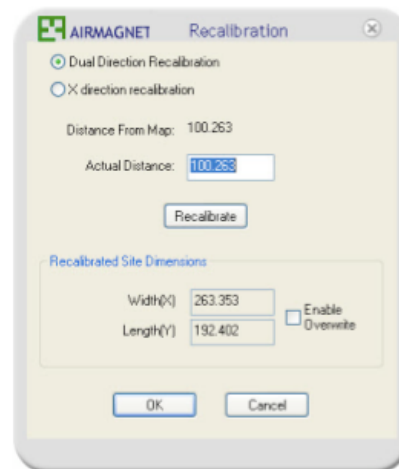 AIRMAGNET Recalibration
Dual Direction Recalibration
X direction recalibration
Distance From Map: 100.263
Actual Distance: 100.263
Recalibrate
Recalibrated Site Dimensions
Width(X) 263.353
Enable
Overwrite
Length(Y) 192.402
OK Cancel